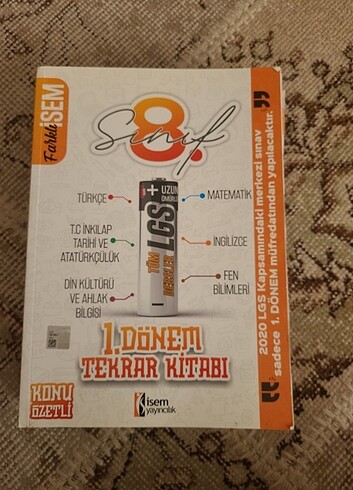 Farklı İSEM
8.
Sınıf
UZUN
ÖMÜRLÜ
LGS
TÜM
DERSLER
TÜRKÇE
T.C İNKILAP
TARİHİ VE
ATATÜRKÇÜLÜK
DİN KÜLTÜRÜ
VE AHLAK
BİLGİSİ
MATEMATİK
İNGİLİZCE
FEN
BİLİMLERİ
2020 LGS Kapsamındaki merkezi sınav
sadece 1. DÖNEM müfredatından yapılacaktır.
1. DÖNEM
TEKRAR KİTABI
KONU
ÖZETLİ
isem
yayıncılık